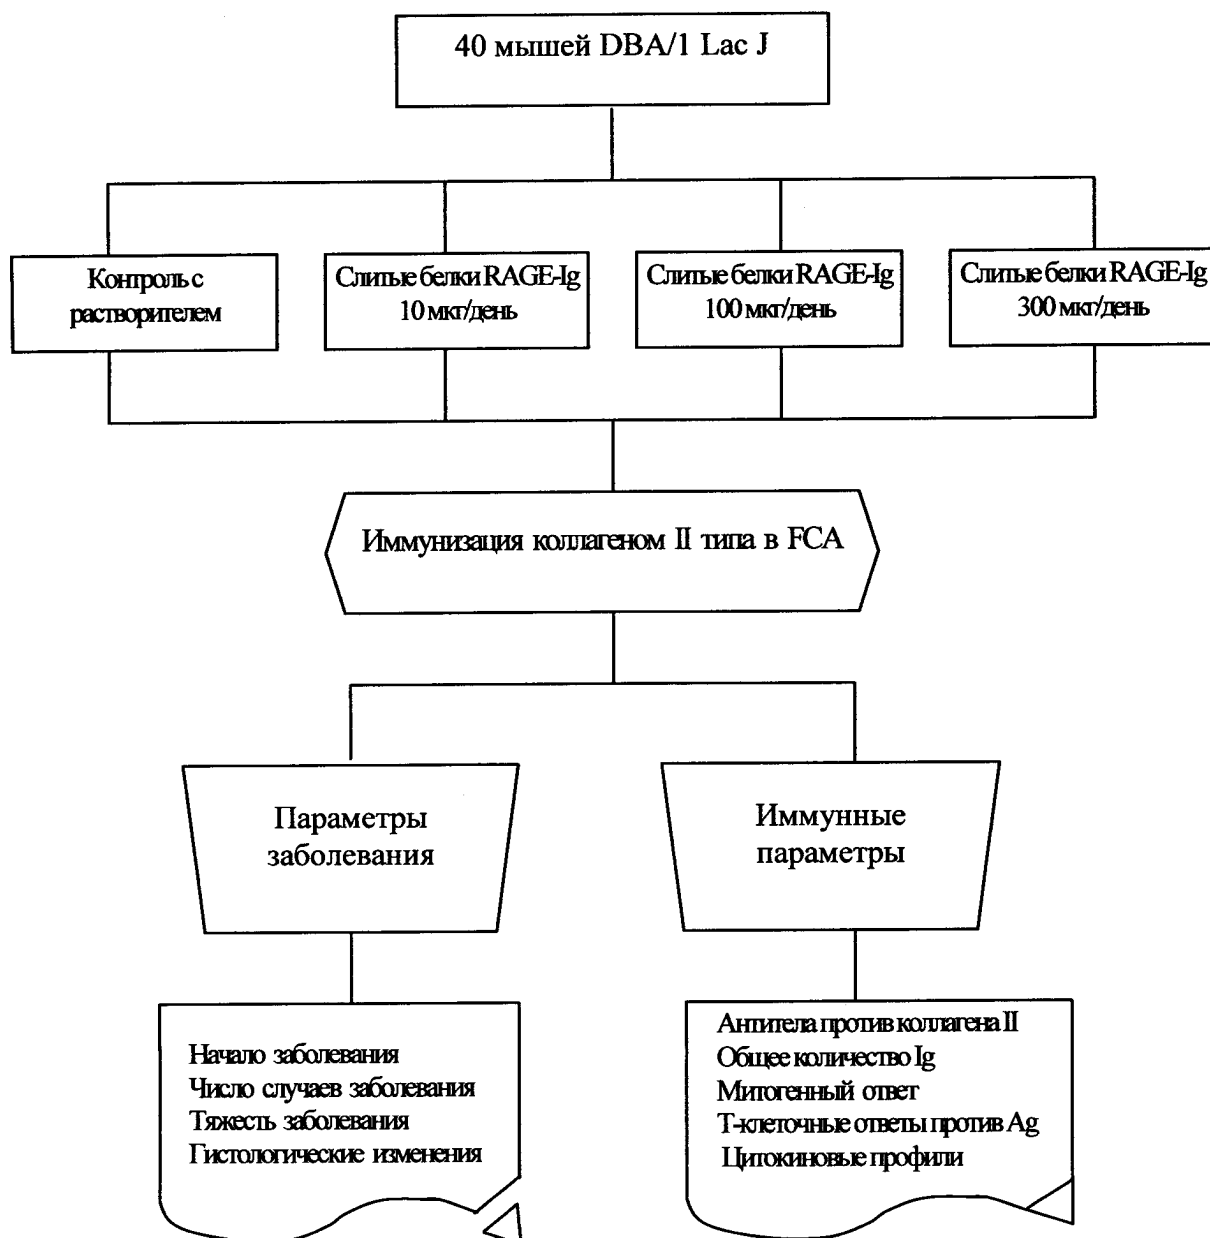 40 мышей DBA/1 Lac J
Контроль с
растворителем
Слитые белки RAGE-Ig
10 мкг/день
Слитые белки RAGE-Ig
100 мкг/день
Слитые белки RAGE-Ig
300 мкг/день
Иммунизация коллагеном II типа в FCA
Параметры
заболевания
Иммунные
параметры
Начало заболевания
Число случаев заболевания
Тяжесть заболевания
Гистологические изменения
Антитела против коллагена II
Общее количество Ig
Митогенный ответ
Т-клеточные ответы против Ag
Цитокиновые профили